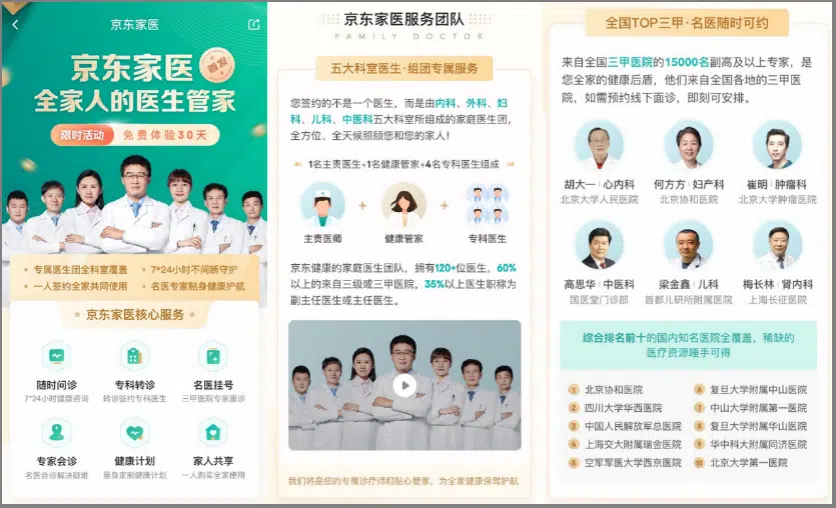 京东家医
京东家医
首发
全家人的医生管家
限时活动 免费体验30天
专属医生团全科室覆盖
7*24小时不间断守护
一人签约全家共同使用
名医专家贴身健康护航
京东家医核心服务
随时问诊
7*24小时健康咨询
专科转诊
转诊签约专科医生
名医挂号
三甲医院专家面诊
专家会诊
名医会诊解决疑难
健康计划
量身定制健康计划
家人共享
一人购买全家使用
京东家医服务团队
FAMILY DOCTOR
五大科室医生·组团专属服务
您签约的不是一个医生，而是由内科、外科、妇
科、儿科、中医科五大科室所组成的家庭医生团，
全方位、全天候照顾您和您的家人！
1名主责医生+1名健康管家+4名专科医生组成
主责医师
健康管家
专科医生
京东健康的家庭医生团队，拥有120+位医生，60%
以上的来自三级或三甲医院，35%以上医生职称为
副主任医生或主任医生。
我们将是您的专属诊疗师和贴心管家，为全家健康保驾护航
全国TOP三甲·名医随时可约
来自全国三甲医院的15000名副高及以上专家，是
您全家的健康后盾，他们来自全国各地的三甲医
院，如需预约线下面诊，即刻可安排。
胡大一 心内科
北京大学人民医院
何方方 妇产科
北京协和医院
崔明 肿瘤科
北京大学肿瘤医院
高思华 中医科
国医堂门诊部
梁金鑫 儿科
首都儿研所附属医院
梅长林 肾内科
上海长征医院
综合排名前十的国内知名医院全覆盖，稀缺的
医疗资源唾手可得
1 北京协和医院
2 四川大学华西医院
3 中国人民解放军总医院
4 上海交大附属瑞金医院
5 空军军医大学西京医院
6 复旦大学附属中山医院
7 中山大学附属第一医院
8 复旦大学附属华山医院
9 华中科大附属同济医院
10 北京大学第一医院